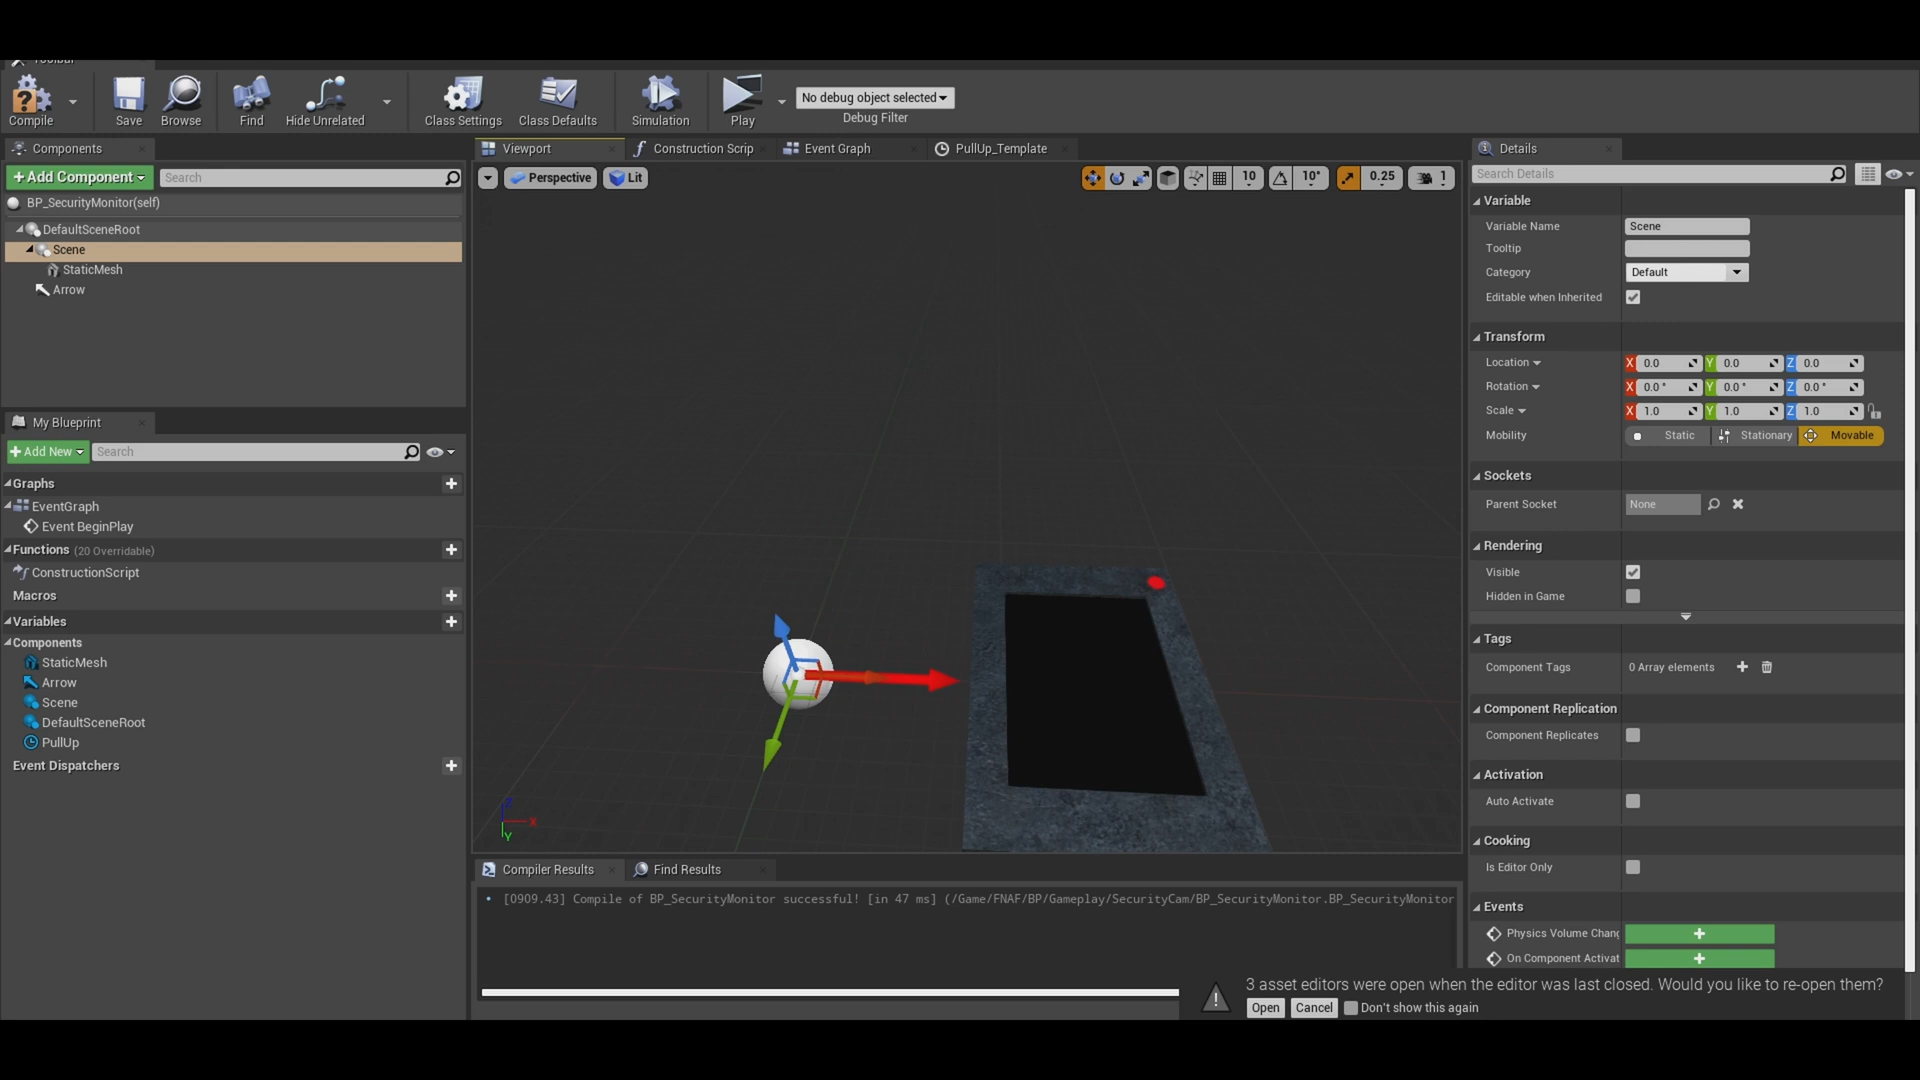 Toolbar
Compile
Save
Browse
Find
Hide Unrelated
Class Settings
Class Defaults
Simulation
Play
No debug object selected
Debug Filter
Components
Viewport
Construction Scrip
Event Graph
PullUp_Template
Details
+Add Component
Search
Perspective
Lit
10
10°
0.25
1
Search Details
BP_SecurityMonitor(self)
DefaultSceneRoot
Scene
StaticMesh
Arrow
My Blueprint
+Add New
Search
Graphs
EventGraph
Event BeginPlay
Functions (20 Overridable)
ConstructionScript
Macros
Variables
Components
StaticMesh
Arrow
Scene
DefaultSceneRoot
PullUp
Event Dispatchers
Z
X
Y
Variable
Variable Name Scene
Tooltip
Category Default
Editable when Inherited
Transform
Location X 0.0 Y 0.0 Z 0.0
Rotation X 0.0 ° Y 0.0 ° Z 0.0 °
Scale X 1.0 Y 1.0 Z 1.0
Mobility Static Stationary Movable
Sockets
Parent Socket None
Rendering
Visible
Hidden in Game
Tags
Component Tags 0 Array elements
Component Replication
Component Replicates
Activation
Auto Activate
Cooking
Is Editor Only
Events
Physics Volume Chang
On Component Activat
Compiler Results
Find Results
[0909.43] Compile of BP_SecurityMonitor successful! [in 47 ms] (/Game/FNAF/BP/Gameplay/SecurityCam/BP_SecurityMonitor.BP_SecurityMonitor
3 asset editors were open when the editor was last closed. Would you like to re-open them?
Open
Cancel
Don't show this again